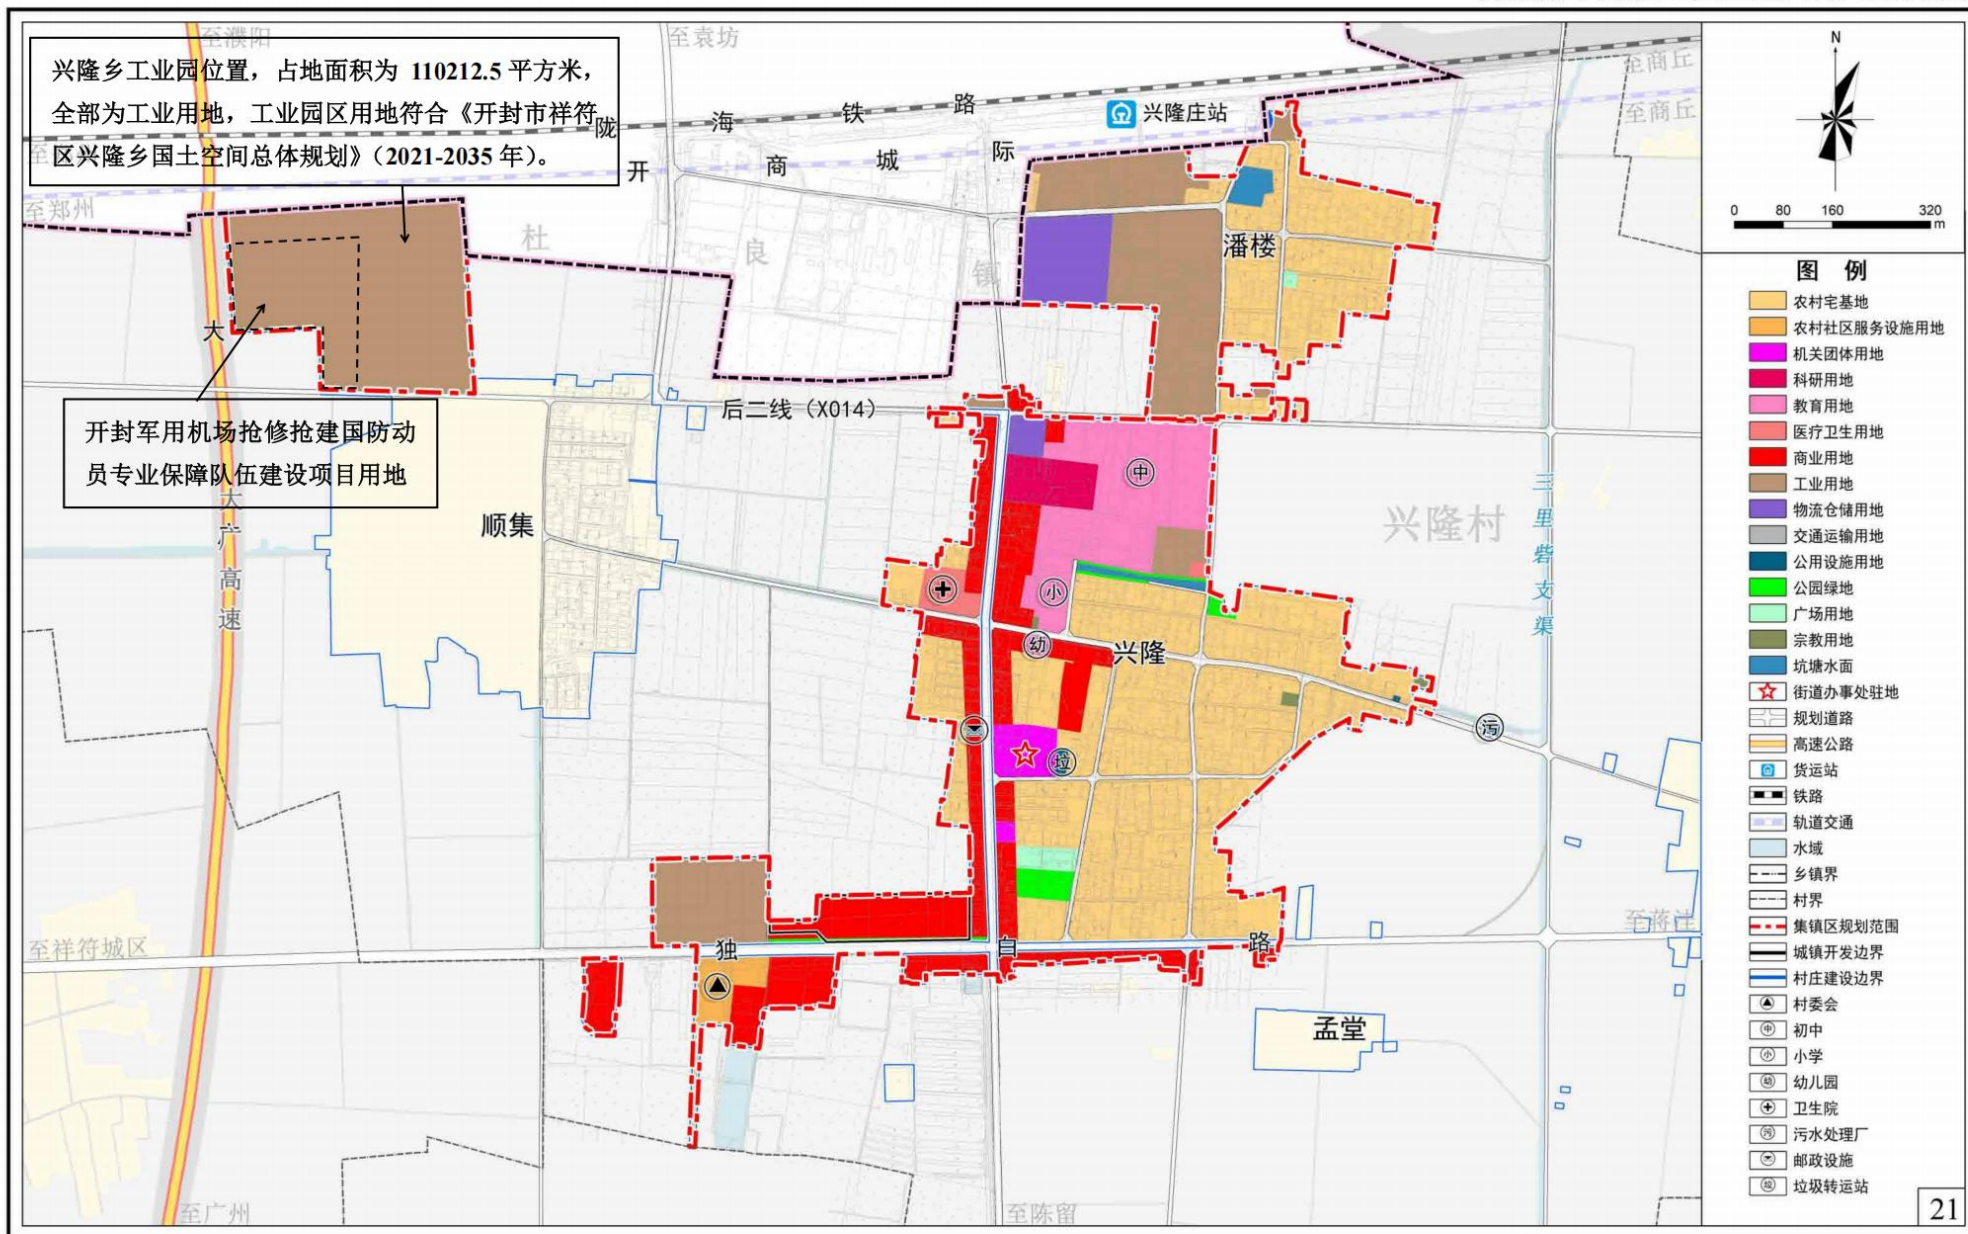 兴隆乡工业园位置，占地面积为 110212.5 平方米，
全部为工业用地，工业园区用地符合《开封市祥符
区兴隆乡国土空间总体规划》（2021-2035 年）。
至濮阳
至袁坊
陇 海 铁 路
兴隆庄站
至商丘
至商丘
开 商 城 际
至郑州
杜 良 镇
潘楼
大
后二线（X014）
开封军用机场抢修抢建国防动
员专业保障队伍建设项目用地
大 广 高 速
顺集
中
兴隆村
三里砦支渠
小
幼
兴隆
污
垃
至祥符城区
独 白 路
孟堂
至广州
至陈留
N
0 80 160 320
m
图 例
农村宅基地
农村社区服务设施用地
机关团体用地
科研用地
教育用地
医疗卫生用地
商业用地
工业用地
物流仓储用地
交通运输用地
公用设施用地
公园绿地
广场用地
宗教用地
坑塘水面
街道办事处驻地
规划道路
高速公路
货运站
铁路
轨道交通
水域
乡镇界
村界
集镇区规划范围
城镇开发边界
村庄建设边界
村委会
中 初中
小 小学
幼 幼儿园
卫生院
污 污水处理厂
邮政设施
垃 垃圾转运站
21